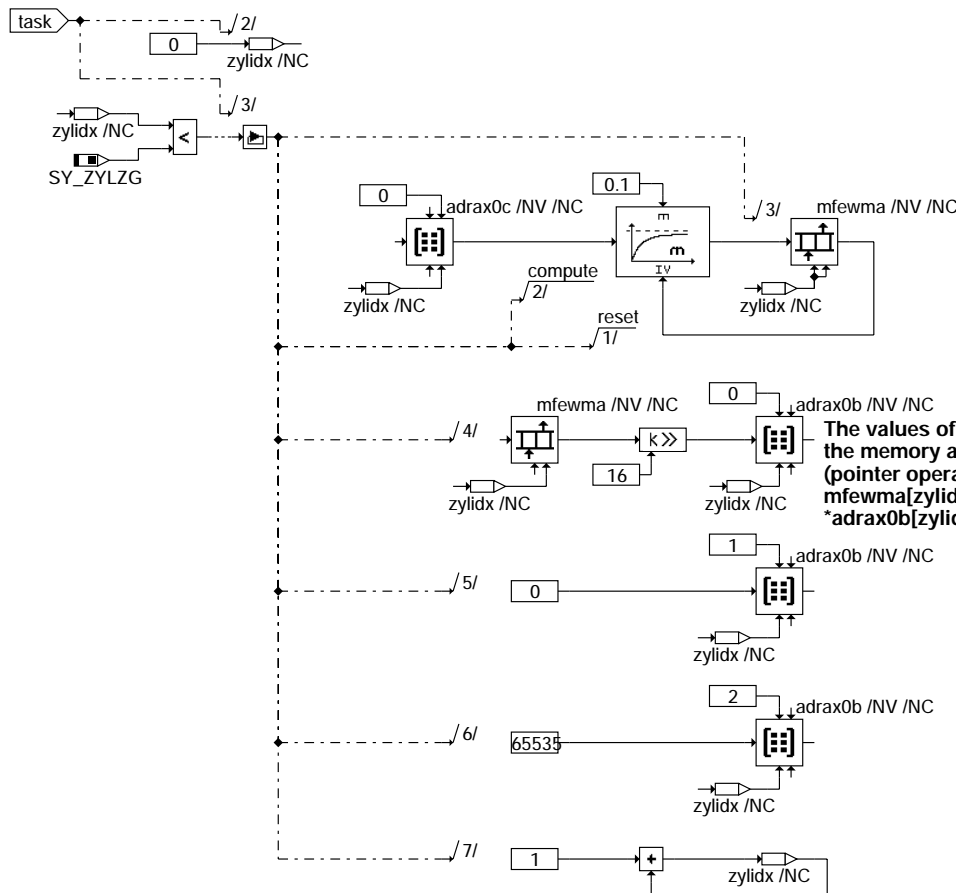 task
2/
0
zylidx /NC
3/
zylidx /NC
<
SY_ZYLZG
0
adrax0c /NV /NC
0.1
3/
mfewma /NV /NC
m
m
IV
zylidx /NC
compute
2/
zylidx /NC
reset
1/
mfewma /NV /NC
0
adrax0b /NV /NC
4/
k>>
The values of
the memory a
(pointer opera
mfewma[zylid
*adrax0b[zylid
16
zylidx /NC
zylidx /NC
1
adrax0b /NV /NC
5/
0
zylidx /NC
2
adrax0b /NV /NC
6/
65535
zylidx /NC
7/
1
+
zylidx /NC